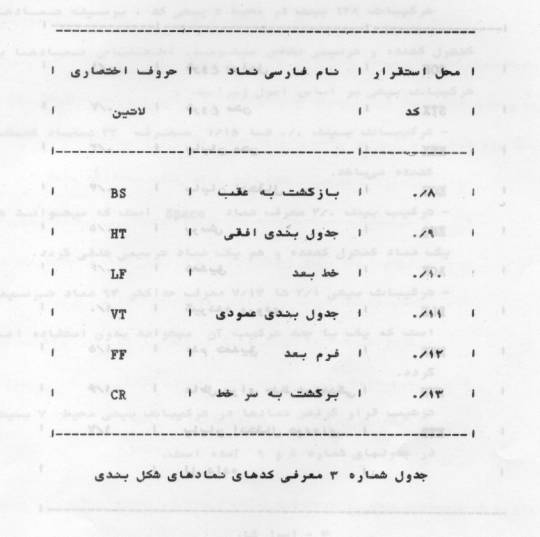 محل استقرار نام فارسی نماد حروف اختصاری
کد لاتین
۰/۸ بازگشت به عقب BS
۰/۹ جدول بندی افقی HT
۰/۱۰ خط بعد LF
۰/۱۱ جدول بندی عمودی VT
۰/۱۲ فرم بعد FF
۰/۱۳ برگشت به سر خط CR
جدول شماره ۳ معرفی کدهای نمادهای شکل بندی